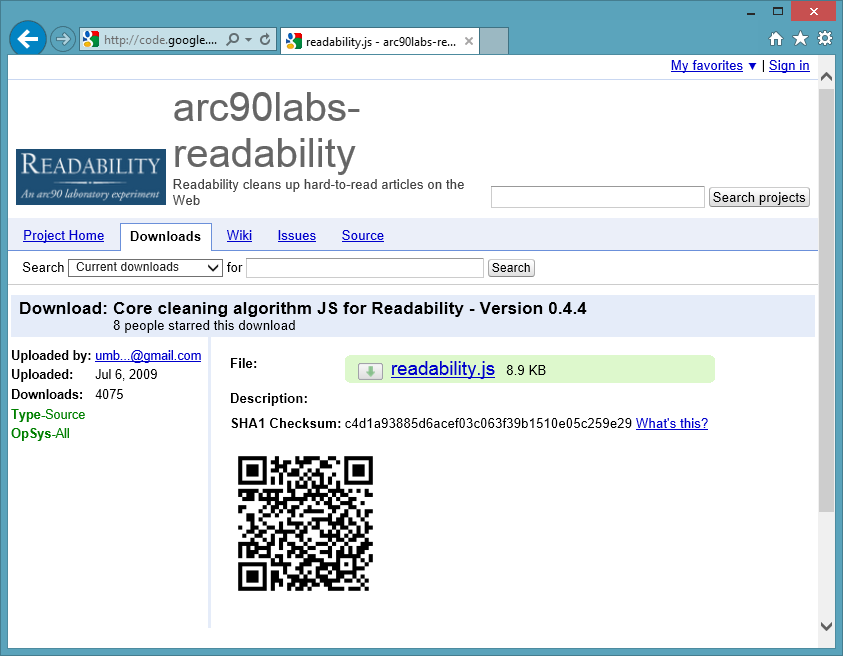 http://code.google....
readability.js - arc90labs-re...
My favorites ▼ | Sign in
READABILITY
An arc90 laboratory experiment
arc90labs-
readability
Readability cleans up hard-to-read articles on the
Web
Search projects
Project Home Downloads Wiki Issues Source
Search Current downloads for Search
Download: Core cleaning algorithm JS for Readability - Version 0.4.4
8 people starred this download
Uploaded by: umb...@gmail.com
Uploaded: Jul 6, 2009
Downloads: 4075
Type-Source
OpSys-All
File: readability.js 8.9 KB
Description:
SHA1 Checksum: c4d1a93885d6acef03c063f39b1510e05c259e29 What's this?